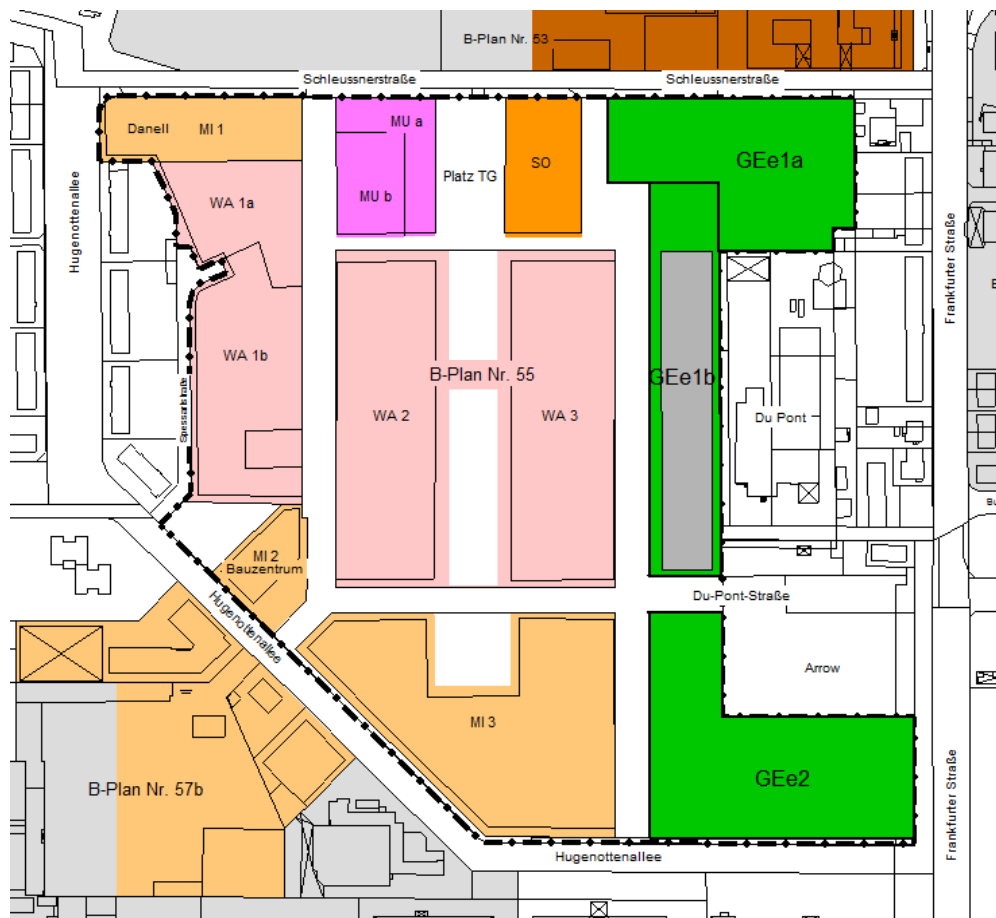 B-Plan Nr. 53
Schleussnerstraße
Schleussnerstraße
Danell MI 1
MU a
GEe1a
SO
Platz TG
MU b
WA 1a
Hugenottenallee
Frankfurter Straße
WA 1b
B-Plan Nr. 55
GEe1b
Spessartstraße
WA 2
WA 3
Du Pont
MI 2
Bauzentrum
Hugenottenallee
Du-Pont-Straße
Arrow
MI 3
GEe2
B-Plan Nr. 57b
Frankfurter Straße
Hugenottenallee